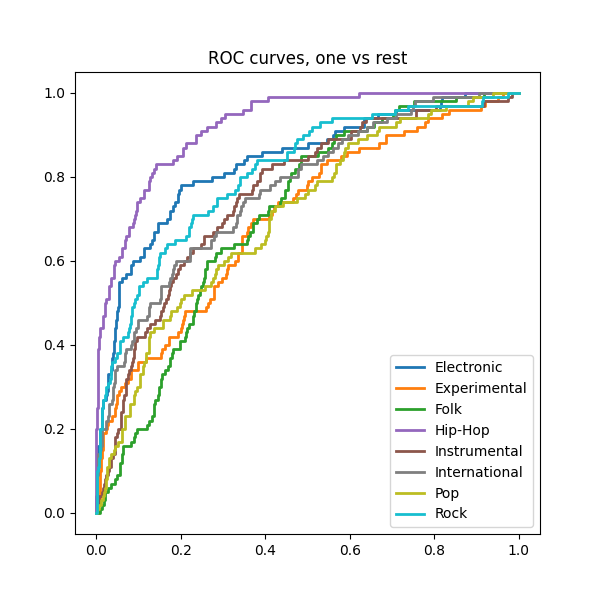 ROC curves, one vs rest
1.0
0.8
0.6
0.4
0.2
0.0
Electronic
Experimental
Folk
Hip-Hop
Instrumental
International
Pop
Rock
0.0 0.2 0.4 0.6 0.8 1.0